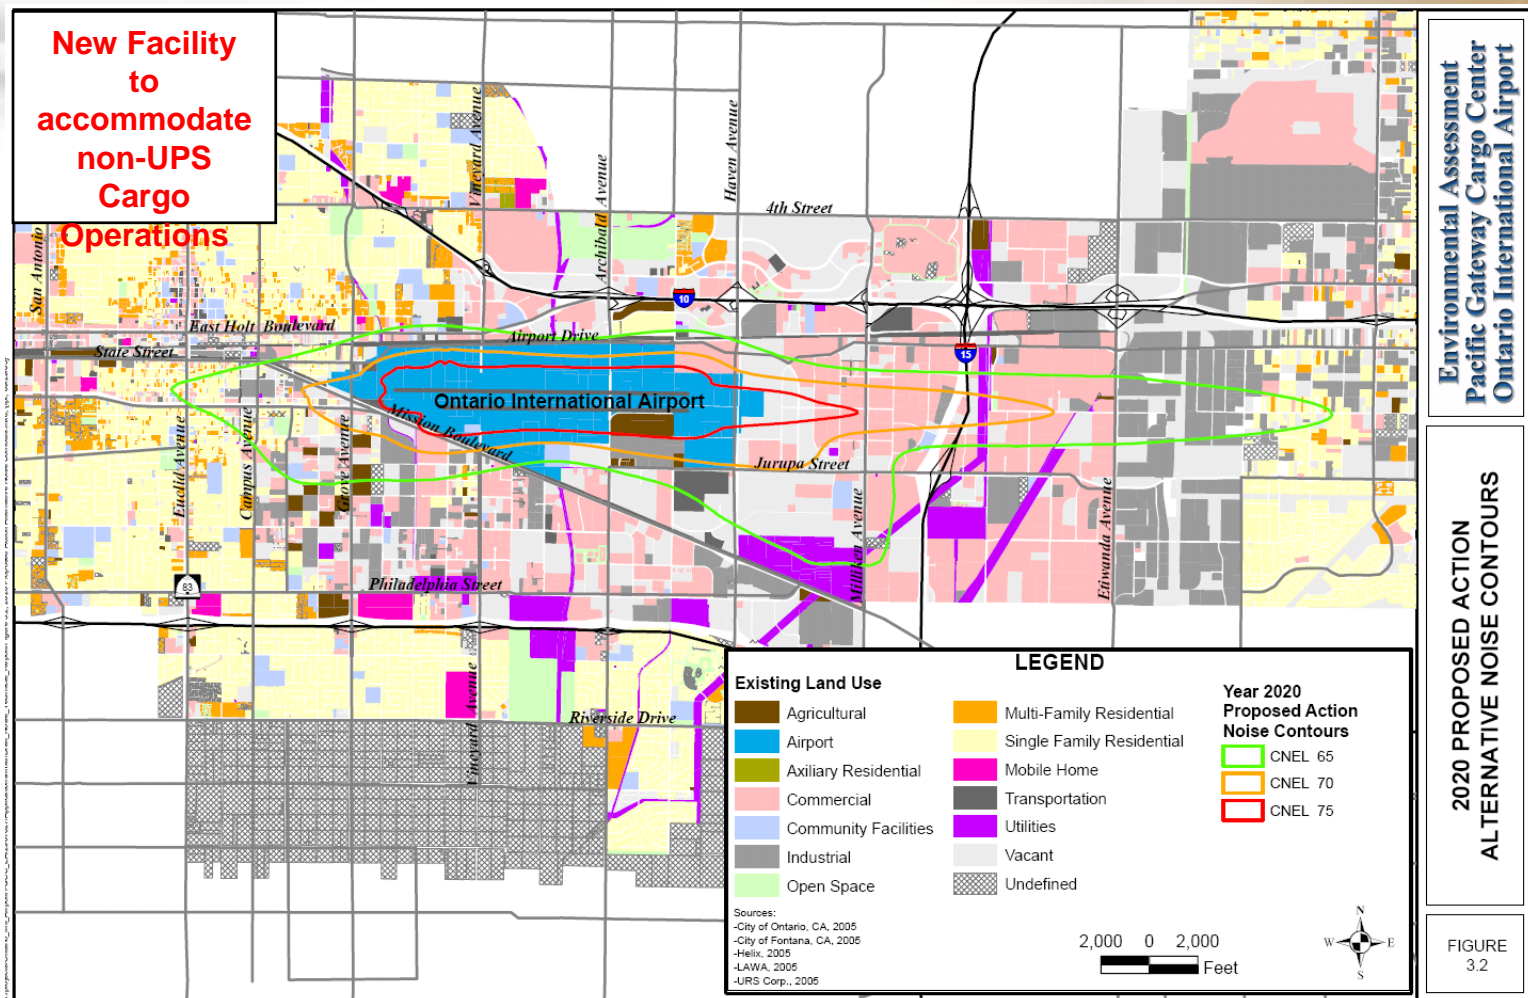 New Facility
to
accommodate
non-UPS
Cargo
Operations
Vineyard Avenue
Archibald Avenue
Haven Avenue
4th Street
San Antonio
10
East Holt Boulevard
Airport Drive
State Street
15
Ontario International Airport
Mission Boulevard
Euclid Avenue
Campus Avenue
Grove Avenue
Jurupa Street
Milliken Avenue
Etiwanda Avenue
83
Philadelphia Street
Vineyard Avenue
Riverside Drive
LEGEND
Existing Land Use
Agricultural
Airport
Axiliary Residential
Commercial
Community Facilities
Industrial
Open Space
Multi-Family Residential
Single Family Residential
Mobile Home
Transportation
Utilities
Vacant
Undefined
Year 2020
Proposed Action
Noise Contours
CNEL 65
CNEL 70
CNEL 75
Sources:
-City of Ontario, CA, 2005
-City of Fontana, CA, 2005
-Helix, 2005
-LAWA, 2005
-URS Corp., 2005
2,000 0 2,000
Feet
N
W E
S
Environmental Assessment
Pacific Gateway Cargo Center
Ontario International Airport
2020 PROPOSED ACTION
ALTERNATIVE NOISE CONTOURS
FIGURE
3.2